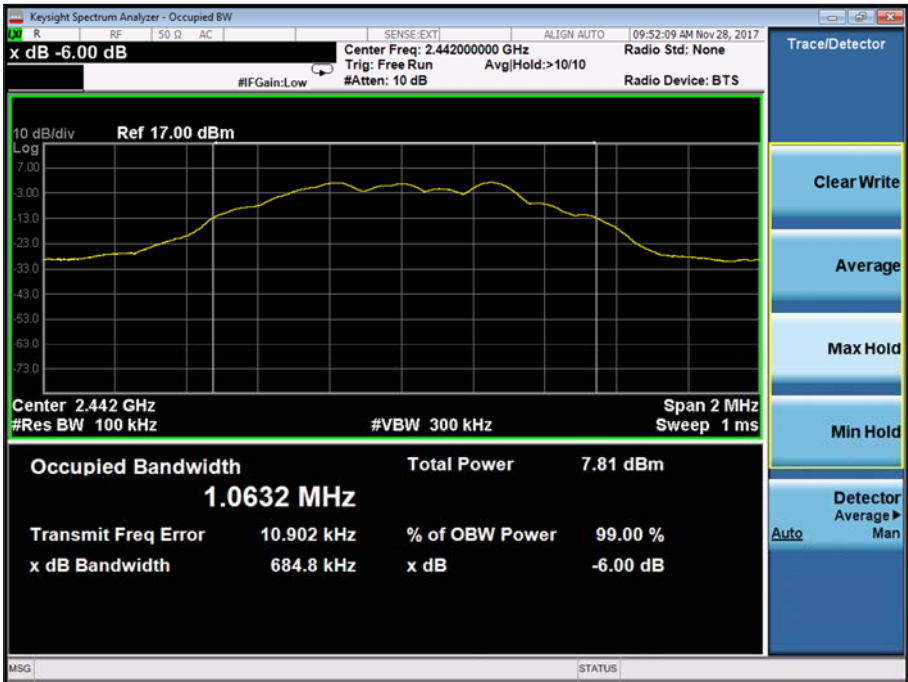 Keysight Spectrum Analyzer - Occupied BW
LXI R RF 50 Ω AC SENSE:EXT ALIGN AUTO 09:52:09 AM Nov 28, 2017
x dB -6.00 dB
Center Freq: 2.442000000 GHz Radio Std: None
Trig: Free Run Avg|Hold:>10/10
#IFGain:Low #Atten: 10 dB Radio Device: BTS
Trace/Detector
10 dB/div Ref 17.00 dBm
Log
7.00
-3.00
-13.0
-23.0
-33.0
-43.0
-53.0
-63.0
-73.0
Center 2.442 GHz Span 2 MHz
#Res BW 100 kHz #VBW 300 kHz Sweep 1 ms
Occupied Bandwidth Total Power 7.81 dBm
1.0632 MHz
Transmit Freq Error 10.902 kHz % of OBW Power 99.00 %
x dB Bandwidth 684.8 kHz x dB -6.00 dB
Clear Write
Average
Max Hold
Min Hold
Detector
Average
Auto Man
MSG STATUS